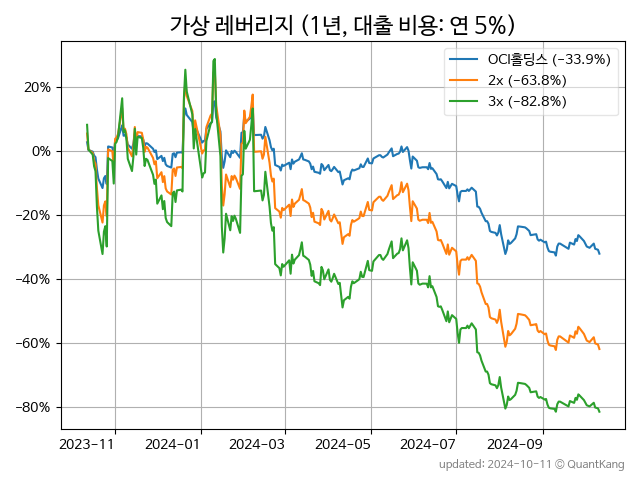 가상 레버리지 (1년, 대출 비용: 연 5%)
OCI홀딩스 (−33.9%)
2x (−63.8%)
3x (−82.8%)
20%
0%
−20%
−40%
−60%
−80%
2023-11 2024-01 2024-03 2024-05 2024-07 2024-09
updated: 2024-10-11 © QuantKang